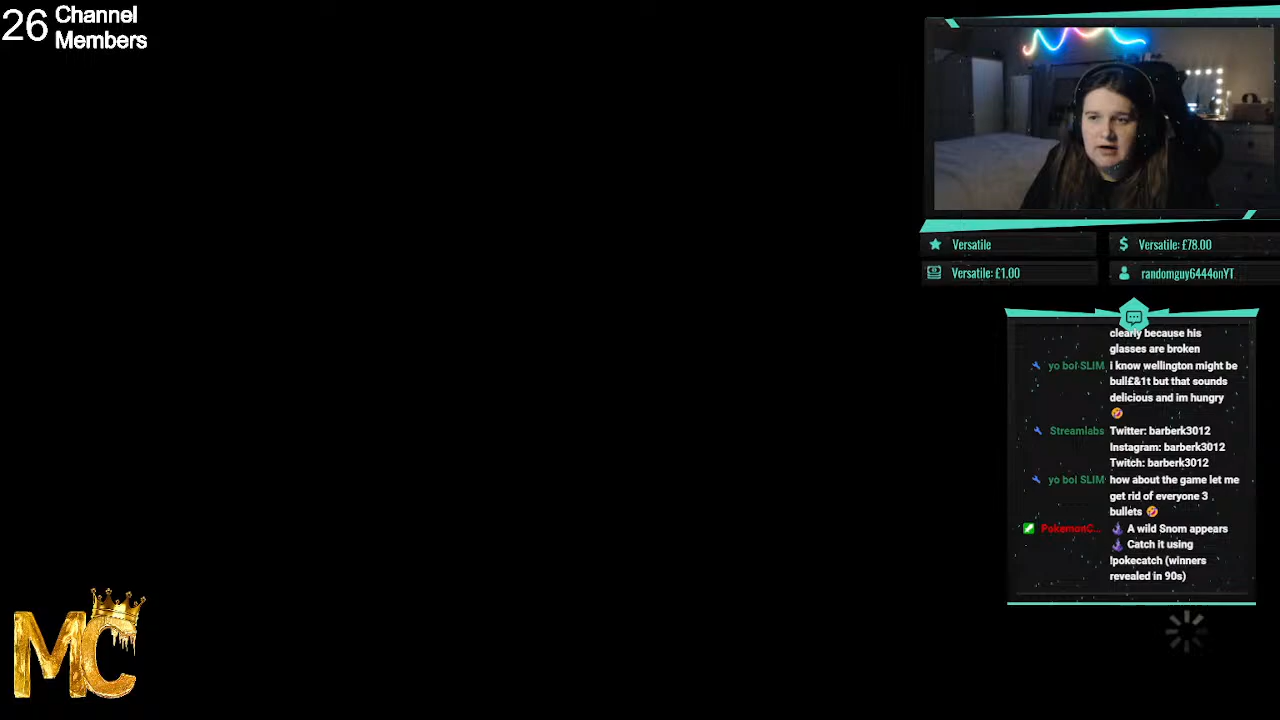 26 Channel
Members
Versatile
Versatile: £78.00
Versatile: £1.00
randomguy6444onYT
clearly because his
glasses are broken
yo boi SLIM i know wellington might be
bull£&1t but that sounds
delicious and im hungry
🤣
Streamlabs Twitter: barberk3012
Instagram: barberk3012
Twitch: barberk3012
yo boi SLIM how about the game let me
get rid of everyone 3
bullets 🤣
PokemonC... A wild Snom appears
Catch it using
!pokecatch (winners
revealed in 90s)
MC